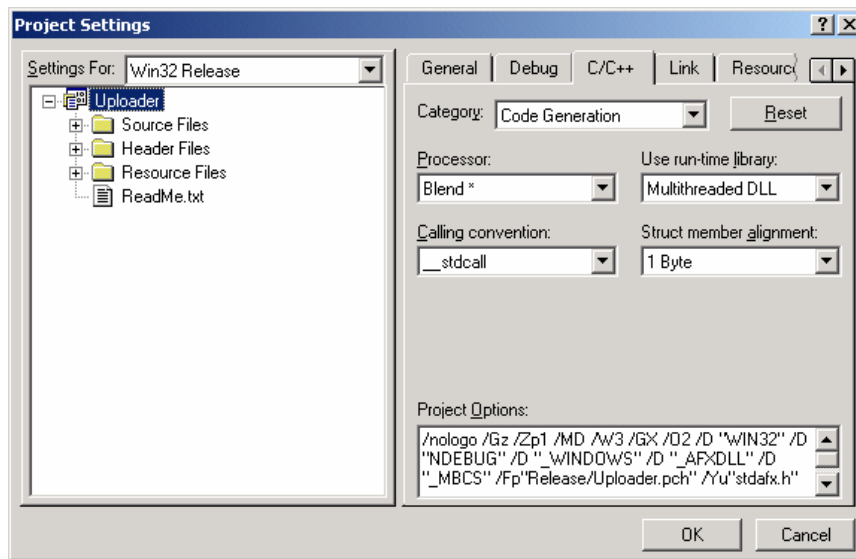 Project Settings
Settings For: Win32 Release
Uploader
Source Files
Header Files
Resource Files
ReadMe.txt
General Debug C/C++ Link Resourc
Category: Code Generation Reset
Processor: Use run-time library:
Blend * Multithreaded DLL
Calling convention: Struct member alignment:
__stdcall 1 Byte
Project Options:
/nologo /Gz /Zp1 /MD /W3 /GX /O2 /D "WIN32" /D
"NDEBUG" /D "_WINDOWS" /D "_AFXDLL" /D
"_MBCS" /Fp"Release/Uploader.pch" /Yu"stdafx.h"
OK Cancel